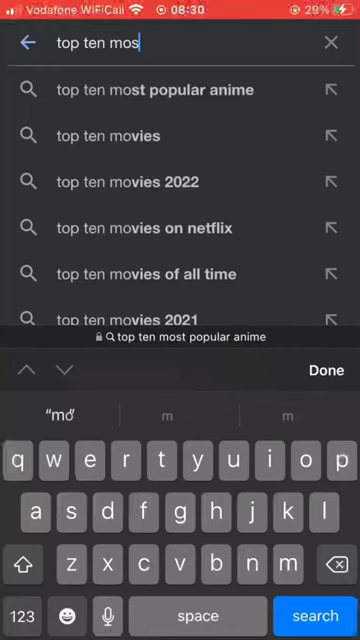 Vodafone WiFiCall 08:30 29%
top ten mos
top ten most popular anime
top ten movies
top ten movies 2022
top ten movies on netflix
top ten movies of all time
top ten movies 2021
top ten most popular anime
Done
“mo” m m
q w e r t y u i o p
a s d f g h j k l
z x c v b n m
123 space search